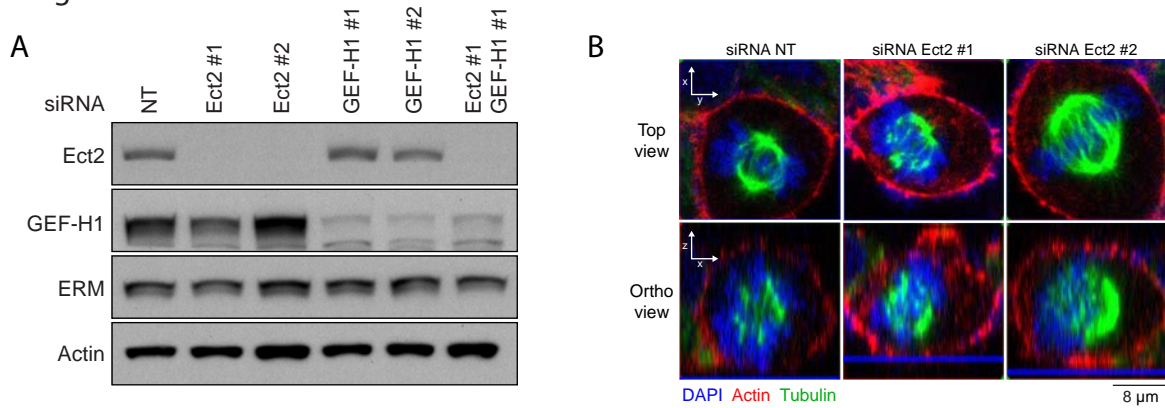 A
siRNA
NT
Ect2 #1
Ect2 #2
GEF-H1 #1
GEF-H1 #2
Ect2 #1
GEF-H1 #1
Ect2
GEF-H1
ERM
Actin
B
siRNA NT siRNA Ect2 #1 siRNA Ect2 #2
x
y
Top
view
z
x
Ortho
view
DAPI Actin Tubulin
8 µm